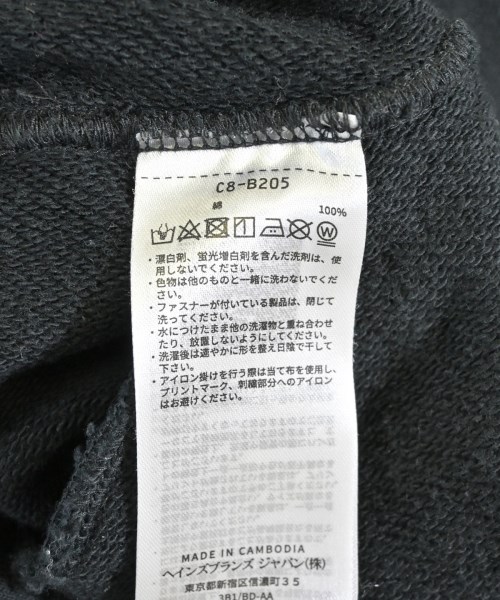 C8-B205
綿 100%
・漂白剤、蛍光増白剤を含んだ洗剤は、使
用しないでください。
・色物は他のものと一緒に洗わないでくだ
さい。
・ファスナーが付いている製品は、閉じて
洗ってください。
・水につけたまま他の洗濯物と重ね合わせ
たり、放置しないようにしてください。
・洗濯後は速やかに形を整え日陰で干して
下さい。
・アイロン掛けを行う際は当て布を使用し、
プリントマーク、刺繍部分へのアイロン
はお避けください。
MADE IN CAMBODIA
ヘインズブランズ ジャパン(株)
東京都新宿区信濃町35
3B1/BD-AA